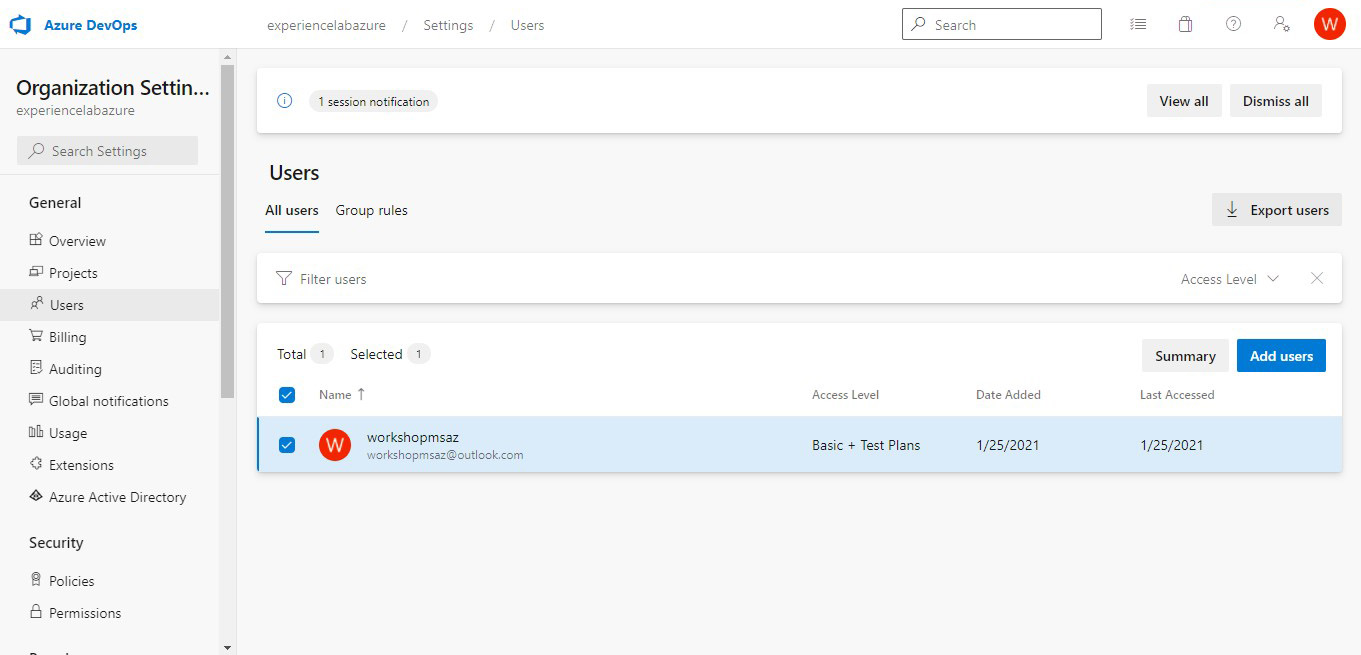 Azure DevOps
experiencelabazure / Settings / Users
Search
W
Organization Settin...
experiencelabazure
Search Settings
General
Overview
Projects
Users
Billing
Auditing
Global notifications
Usage
Extensions
Azure Active Directory
Security
Policies
Permissions
1 session notification
View all
Dismiss all
Users
All users
Group rules
Export users
Filter users
Access Level
Total 1 Selected 1
Summary
Add users
Name ↑ Access Level Date Added Last Accessed
W
workshopmsaz Basic + Test Plans 1/25/2021 1/25/2021
workshopmsaz@outlook.com